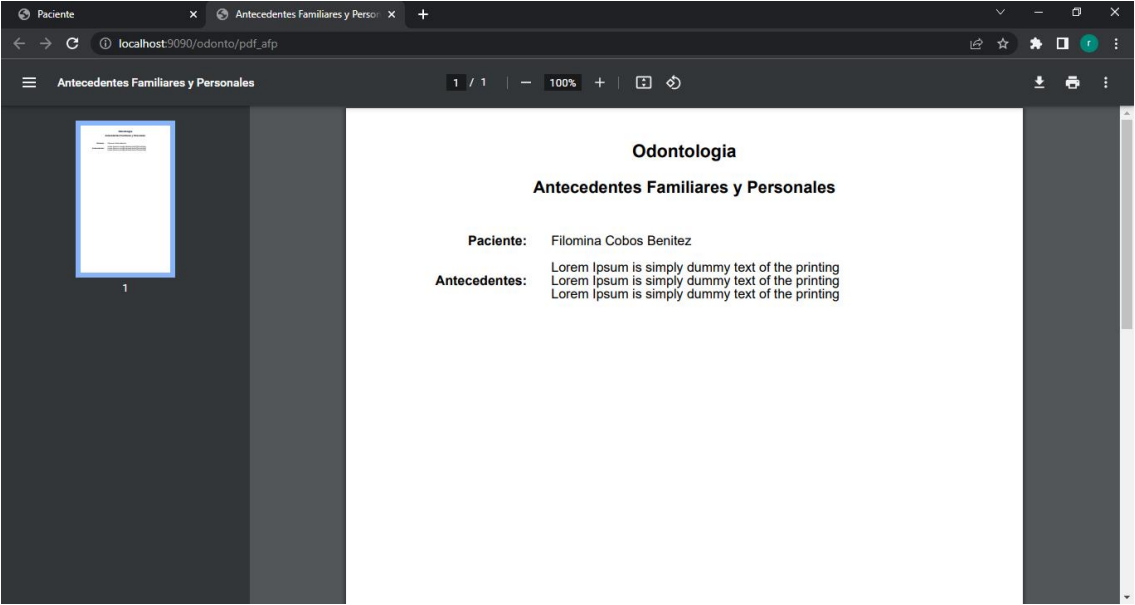 Paciente
Antecedentes Familiares y Person
localhost:9090/odonto/pdf_afp
r
Antecedentes Familiares y Personales
1 / 1
100%
1
Odontologia
Antecedentes Familiares y Personales
Paciente: Filomina Cobos Benitez
Lorem Ipsum is simply dummy text of the printing
Antecedentes: Lorem Ipsum is simply dummy text of the printing
Lorem Ipsum is simply dummy text of the printing